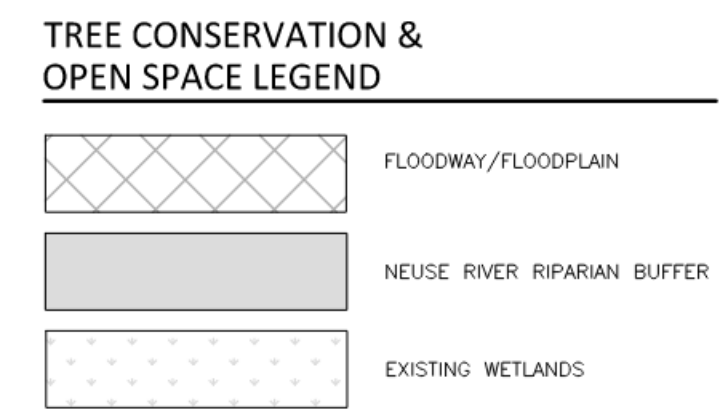 TREE CONSERVATION &
OPEN SPACE LEGEND
FLOODWAY/FLOODPLAIN
NEUSE RIVER RIPARIAN BUFFER
EXISTING WETLANDS